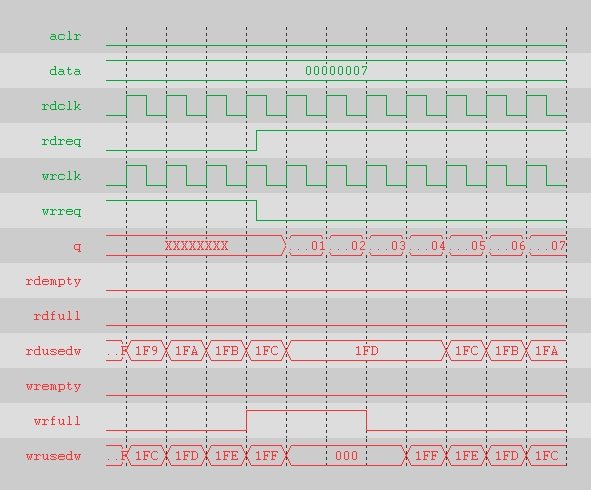 aclr
data 00000007
rdclk
rdreq
wrclk
wrreq
q XXXXXXXX ...01 ...02 ...03 ...04 ...05 ...06 ...07
rdempty
rdfull
rdusedw ..F 1F9 1FA 1FB 1FC 1FD 1FC 1FB 1FA
wrempty
wrfull
wrusedw ..F 1FC 1FD 1FE 1FF 000 1FF 1FE 1FD 1FC